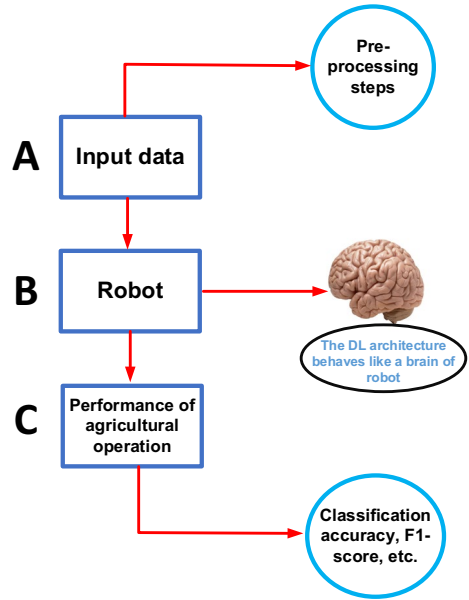 Pre-
processing
steps
A
Input data
B
Robot
The DL architecture
behaves like a brain of
robot
C
Performance of
agricultural
operation
Classification
accuracy, F1-
score, etc.